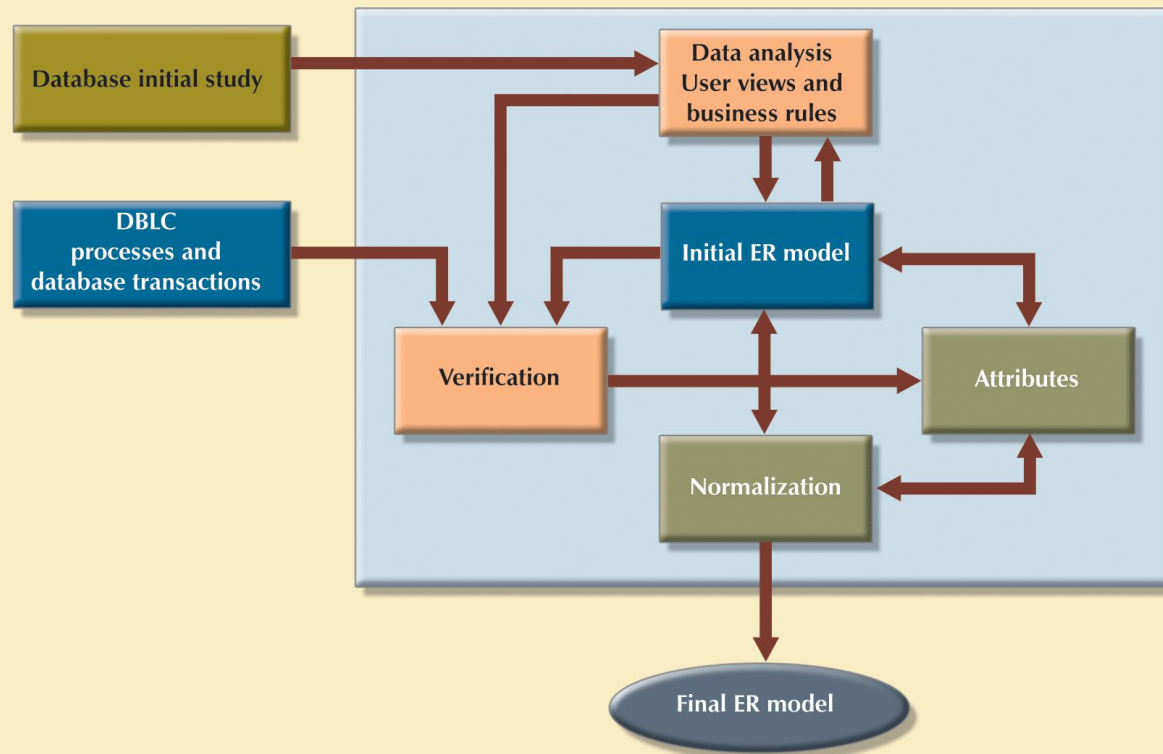 Database initial study
Data analysis
User views and
business rules
DBLC
processes and
database transactions
Initial ER model
Verification
Attributes
Normalization
Final ER model